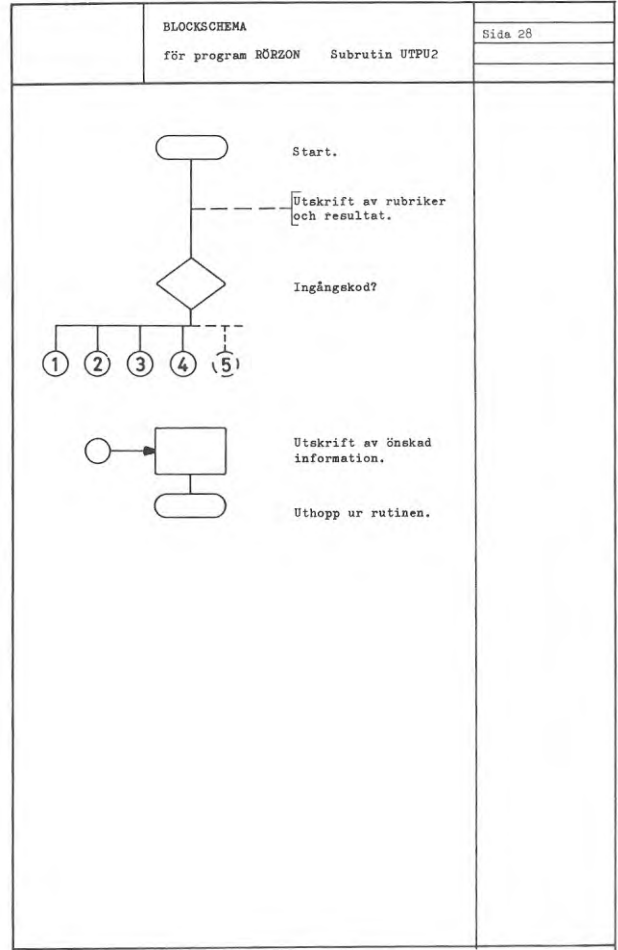 BLOCKSCHEMA
för program RÖRZON Subrutin UTPU2
Sida 28
Start.
Utskrift av rubriker
och resultat.
Ingångskod?
1 2 3 4 5
Utskrift av önskad
information.
Uthopp ur rutinen.